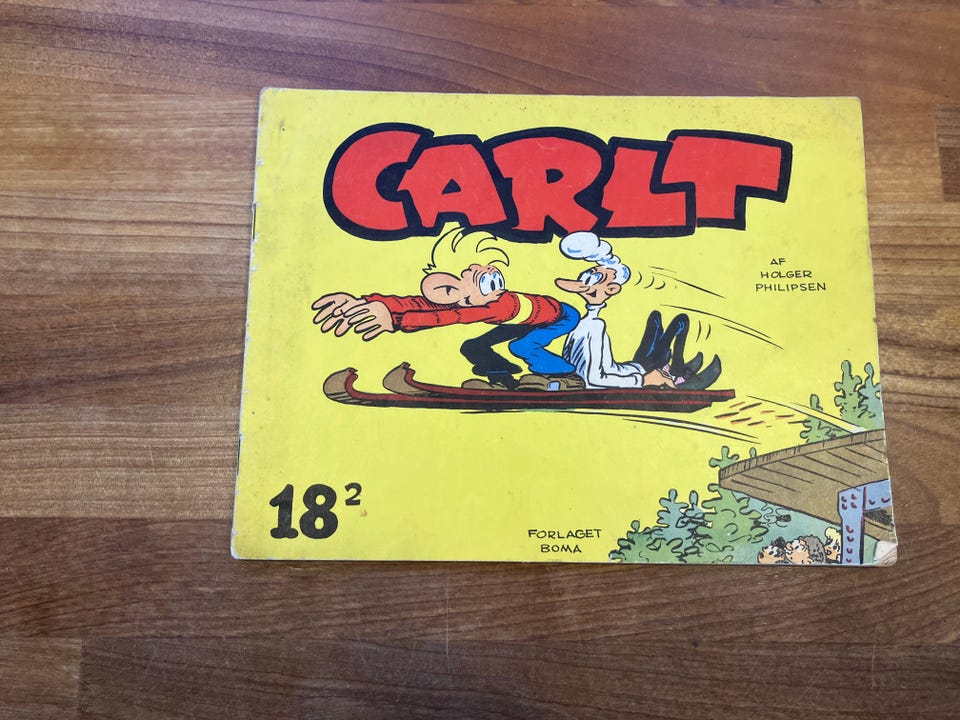 CARLT
AF
HOLGER
PHILIPSEN
18²
FORLAGET
BOMA